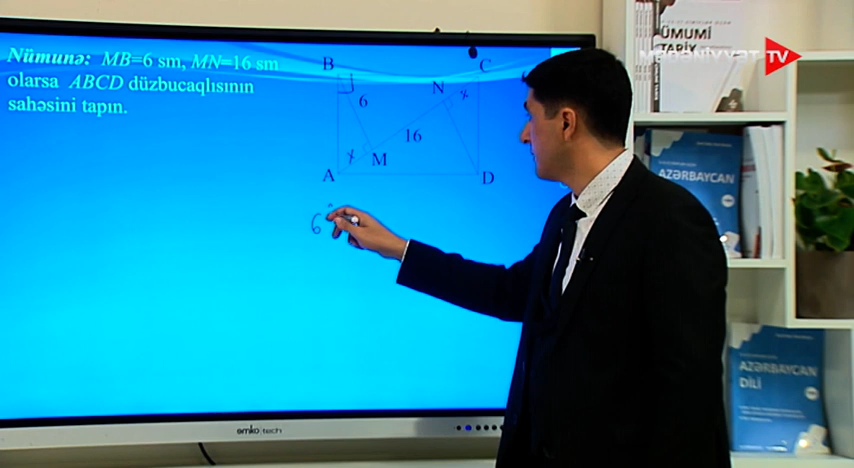 Nümunə: MB=6 sm, MN=16 sm
olarsa ABCD düzbucaqlısının
sahəsini tapın.
B
C
N
x
6
16
x
M
A
D
6
emko tech
ÜMUMİ
TARİX
MƏDƏNİYYƏT TV
AZƏRBAYCAN
AZƏRBAYCAN
DİLİ